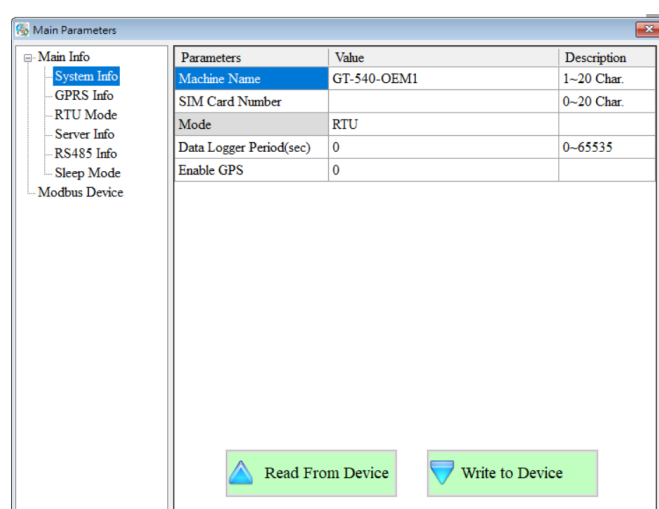 Main Parameters
Main Info
System Info
GPRS Info
RTU Mode
Server Info
RS485 Info
Sleep Mode
Modbus Device
Parameters Value Description
Machine Name GT-540-OEM1 1~20 Char.
SIM Card Number 0~20 Char.
Mode RTU
Data Logger Period(sec) 0 0~65535
Enable GPS 0
Read From Device Write to Device